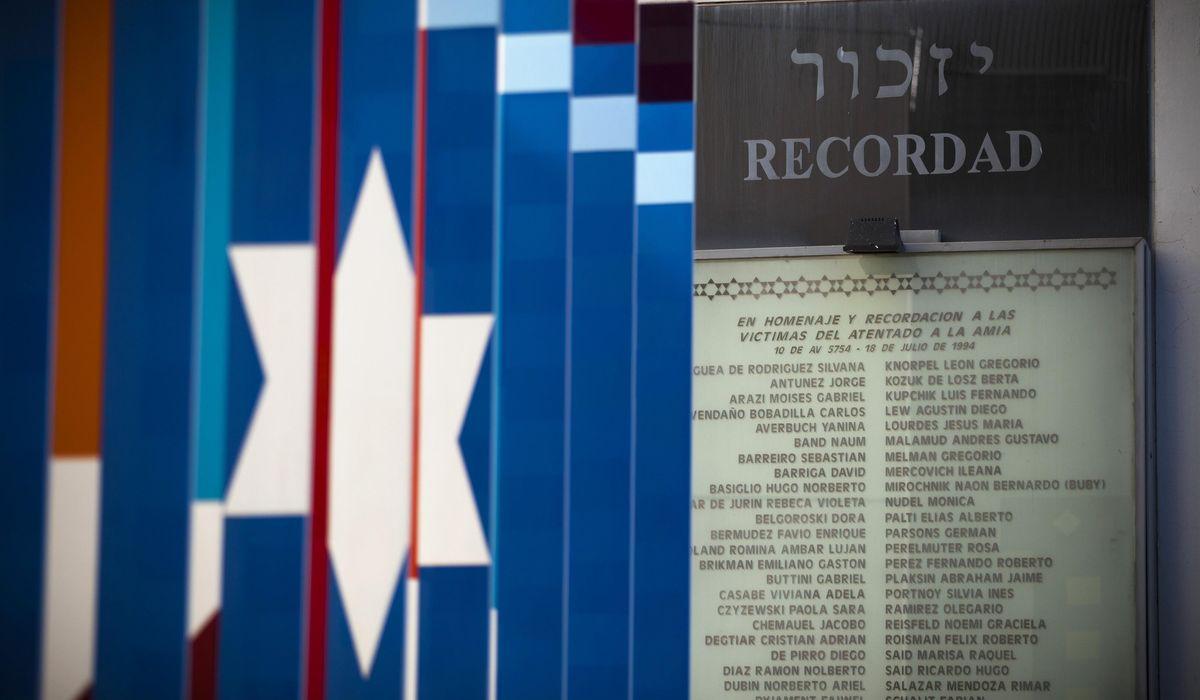 יזכור
RECORDAD
EN HOMENAJE Y RECORDACION A LAS
VICTIMAS DEL ATENTADO A LA AMIA
10 DE AV 5754 - 18 DE JULIO DE 1994
GUEA DE RODRIGUEZ SILVANA KNORPEL LEON GREGORIO
ANTUNEZ JORGE KOZUK DE LOSZ BERTA
ARAZI MOISES GABRIEL KUPCHIK LUIS FERNANDO
VENDAÑO BOBADILLA CARLOS LEW AGUSTIN DIEGO
AVERBUCH YANINA LOURDES JESUS MARIA
BAND NAUM MALAMUD ANDRES GUSTAVO
BARREIRO SEBASTIAN MELMAN GREGORIO
BARRIGA DAVID MERCOVICH ILEANA
BASIGLIO HUGO NORBERTO MIROCHNIK NAON BERNARDO (BUBY)
AR DE JURIN REBECA VIOLETA NUDEL MONICA
BELGOROSKI DORA PALTI ELIAS ALBERTO
BERMUDEZ FAVIO ENRIQUE PARSONS GERMAN
LAND ROMINA AMBAR LUJAN PERELMUTER ROSA
BRIKMAN EMILIANO GASTON PEREZ FERNANDO ROBERTO
BUTTINI GABRIEL PLAKSIN ABRAHAM JAIME
CASABE VIVIANA ADELA PORTNOY SILVIA INES
CZYZEWSKI PAOLA SARA RAMIREZ OLEGARIO
CHEMAUEL JACOBO REISFELD NOEMI GRACIELA
DEGTIAR CRISTIAN ADRIAN ROISMAN FELIX ROBERTO
DE PIRRO DIEGO SAID MARISA RAQUEL
DIAZ RAMON NOLBERTO SAID RICARDO HUGO
DUBIN NORBERTO ARIEL SALAZAR MENDOZA RIMAR